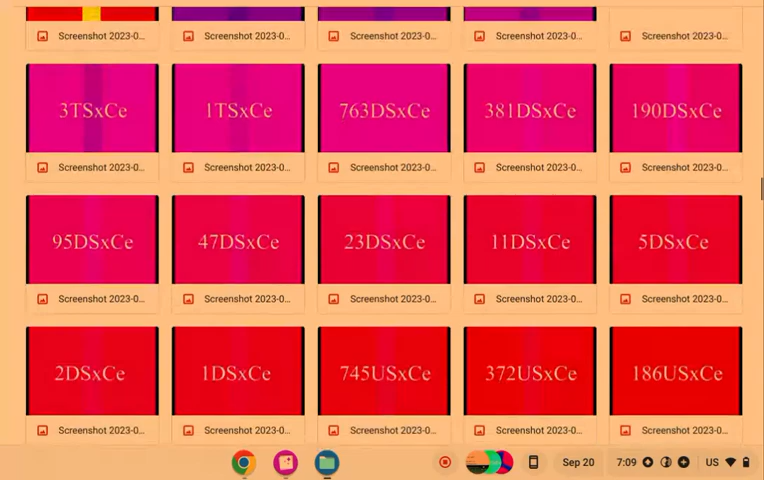 Screenshot 2023-0... Screenshot 2023-0... Screenshot 2023-0... Screenshot 2023-0... Screenshot 2023-0...
3TSxCe 1TSxCe 763DSxCe 381DSxCe 190DSxCe
Screenshot 2023-0... Screenshot 2023-0... Screenshot 2023-0... Screenshot 2023-0... Screenshot 2023-0...
95DSxCe 47DSxCe 23DSxCe 11DSxCe 5DSxCe
Screenshot 2023-0... Screenshot 2023-0... Screenshot 2023-0... Screenshot 2023-0... Screenshot 2023-0...
2DSxCe 1DSxCe 745USxCe 372USxCe 186USxCe
Screenshot 2023-0... Screenshot 2023-0... Screenshot 2023-0... Screenshot 2023-0... Screenshot 2023-0...
Sep 20 7:09 US